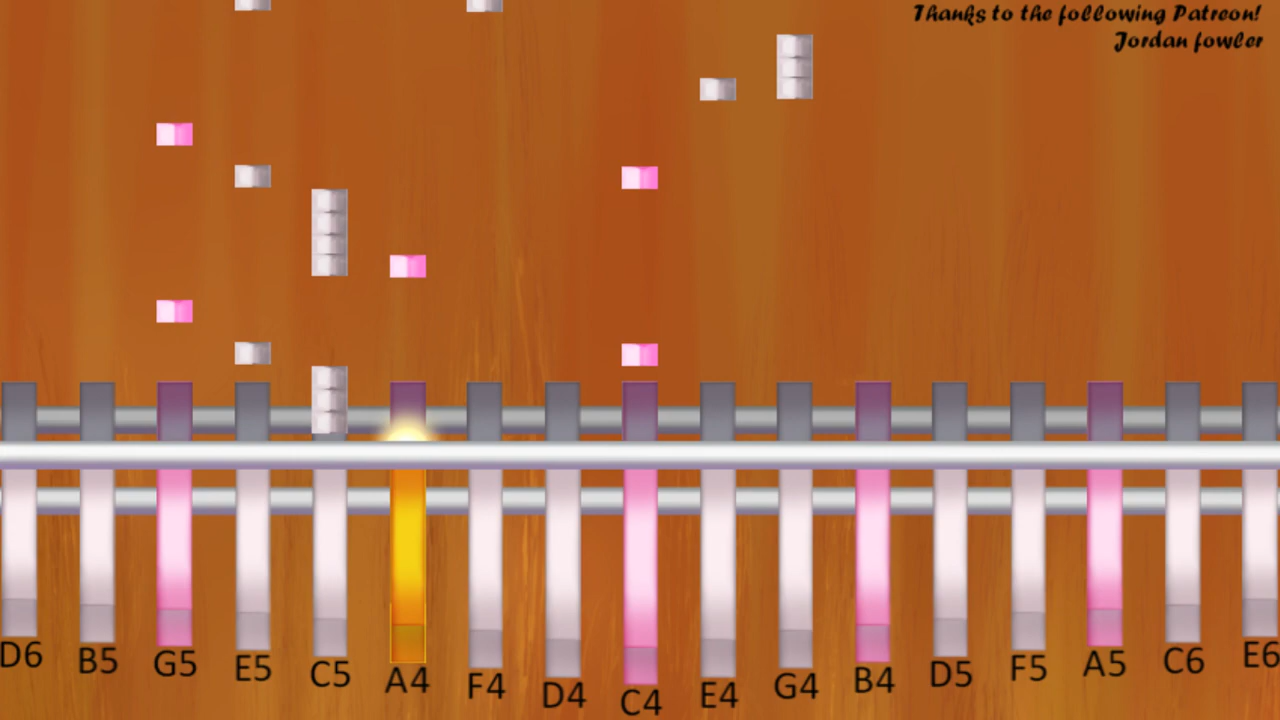 Thanks to the following Patreon!
Jordan fowler
D6 B5 G5 E5 C5 A4 F4 D4 C4 E4 G4 B4 D5 F5 A5 C6 E6